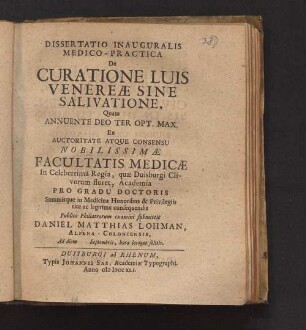 DISSERTATIO INAUGURALIS
MEDICO-PRACTICA
De
CURATIONE LUIS
VENEREÆ SINE
SALIVATIONE,
Quam
ANNUENTE DEO TER OPT. MAX.
Ex
AUCTORITATE ATQUE CONSENSU
NOBILISSIMÆ
FACULTATIS MEDICÆ
In Celeberrima Regia, quæ Duisburgi Cli-
vorum floret, Academia
PRO GRADU DOCTORIS
Summisque in Medicina Honoribus & Privilegiis
rite ac legitime consequendis
Publico Philiatrorum examini submittit
DANIEL MATTHIAS LOHMAN,
ALPENA-COLONIENSIS,
Ad diem Septembris, hora locoque solitis.
DUISBURGI ad RHENUM,
Typis JOHANNIS SAS, Academiæ Typographi.
Anno